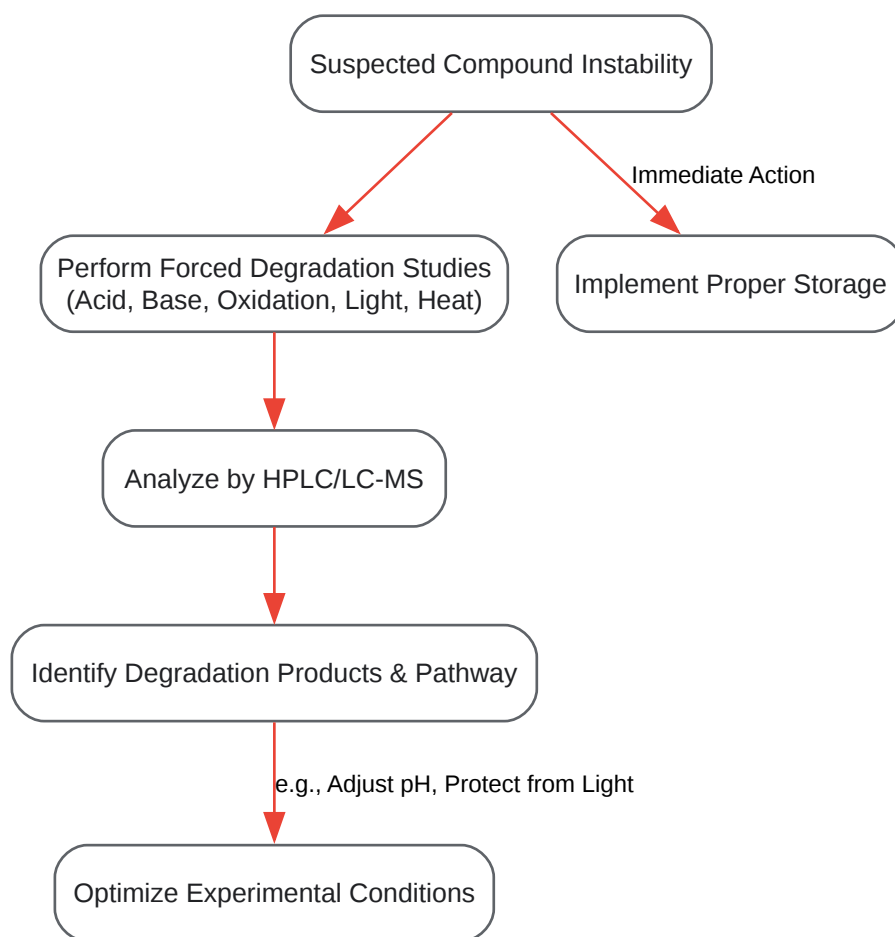 Suspected Compound Instability
Immediate Action
Perform Forced Degradation Studies
(Acid, Base, Oxidation, Light, Heat)
Implement Proper Storage
Analyze by HPLC/LC-MS
Identify Degradation Products & Pathway
e.g., Adjust pH, Protect from Light
Optimize Experimental Conditions